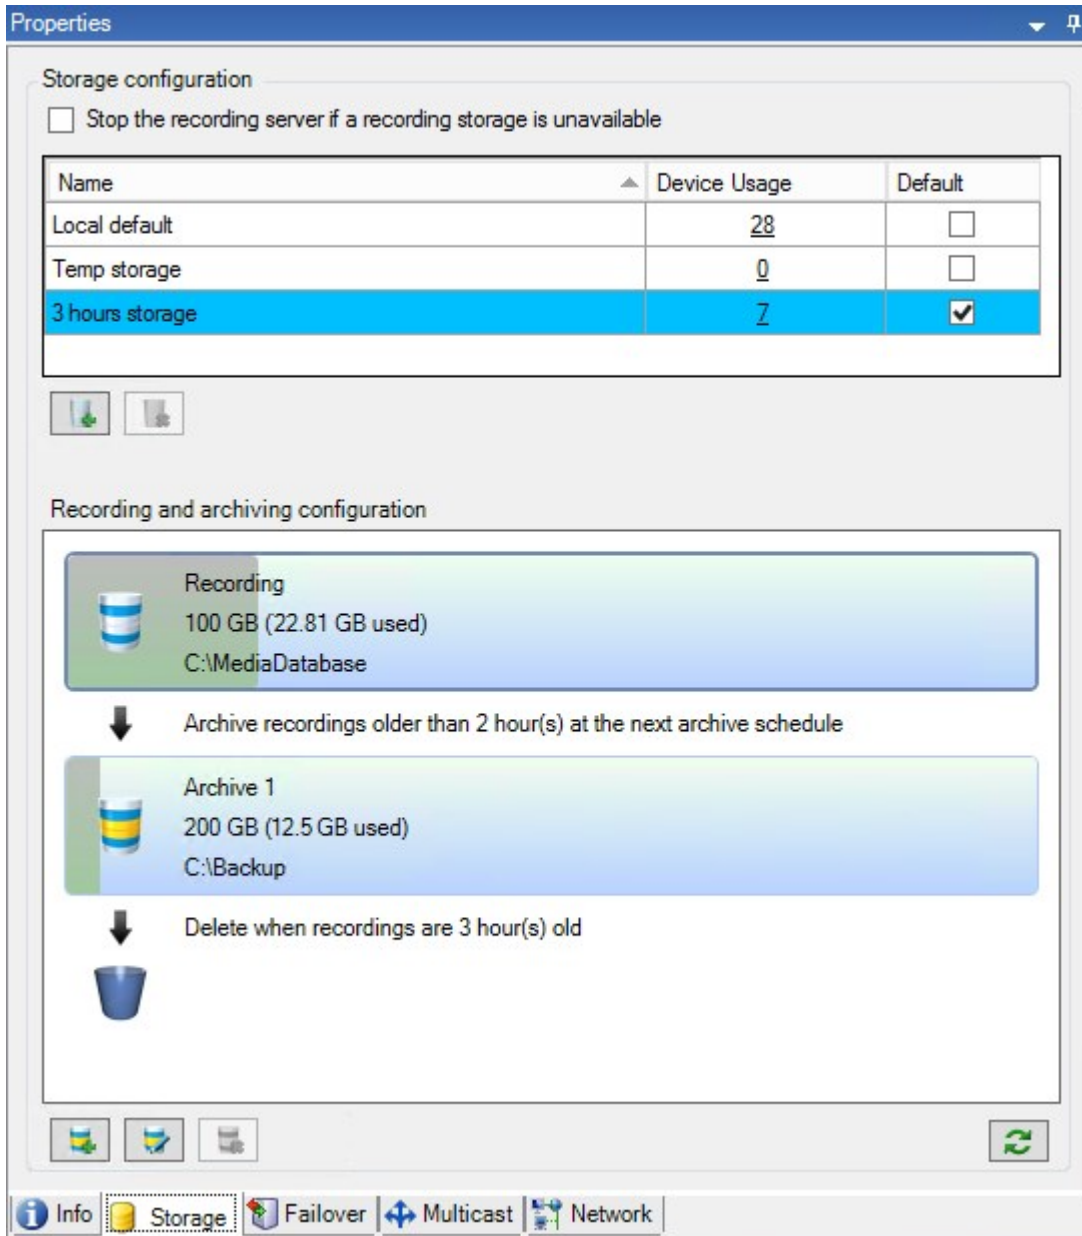 Properties
Storage configuration
Stop the recording server if a recording storage is unavailable
Name Device Usage Default
Local default 28
Temp storage 0
3 hours storage 7
Recording and archiving configuration
Recording
100 GB (22.81 GB used)
C:\MediaDatabase
Archive recordings older than 2 hour(s) at the next archive schedule
Archive 1
200 GB (12.5 GB used)
C:\Backup
Delete when recordings are 3 hour(s) old
Info Storage Failover Multicast Network